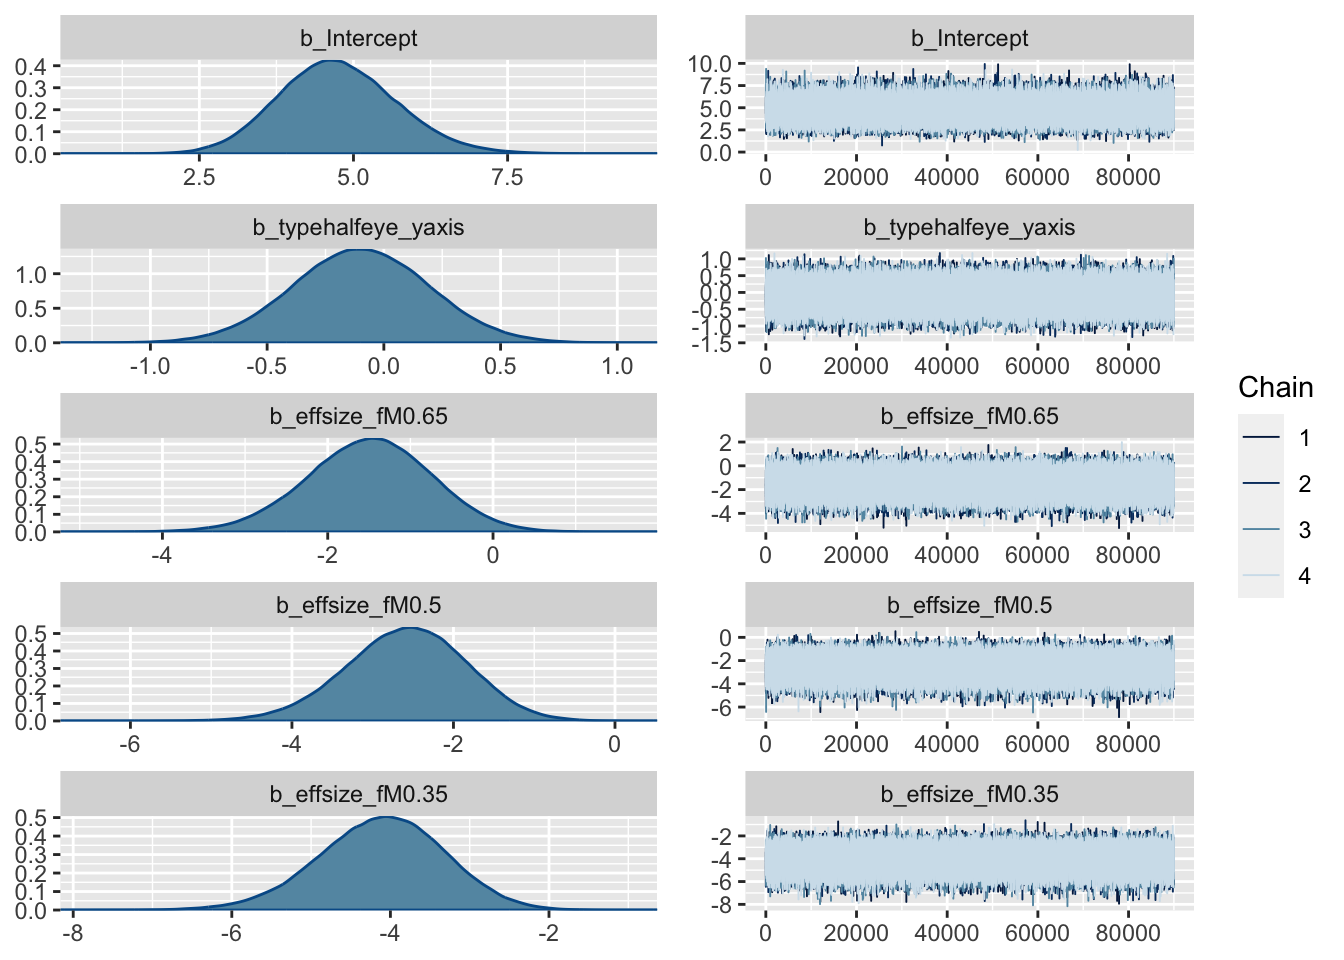 b_Intercept
0.4
0.3
0.2
0.1
0.0
2.5 5.0 7.5
b_Intercept
10.0
7.5
5.0
2.5
0.0
0 20000 40000 60000 80000
b_typehalfeye_yaxis
1.0
0.5
0.0
-1.0 -0.5 0.0 0.5 1.0
b_typehalfeye_yaxis
1.0
0.5
0.0
-0.5
-1.0
-1.5
0 20000 40000 60000 80000
b_effsize_fM0.65
0.5
0.4
0.3
0.2
0.1
0.0
-4 -2 0
b_effsize_fM0.65
2
0
-2
-4
0 20000 40000 60000 80000
b_effsize_fM0.5
0.5
0.4
0.3
0.2
0.1
0.0
-6 -4 -2 0
b_effsize_fM0.5
0
-2
-4
-6
0 20000 40000 60000 80000
b_effsize_fM0.35
0.5
0.4
0.3
0.2
0.1
0.0
-8 -6 -4 -2
b_effsize_fM0.35
-2
-4
-6
-8
0 20000 40000 60000 80000
Chain
1
2
3
4